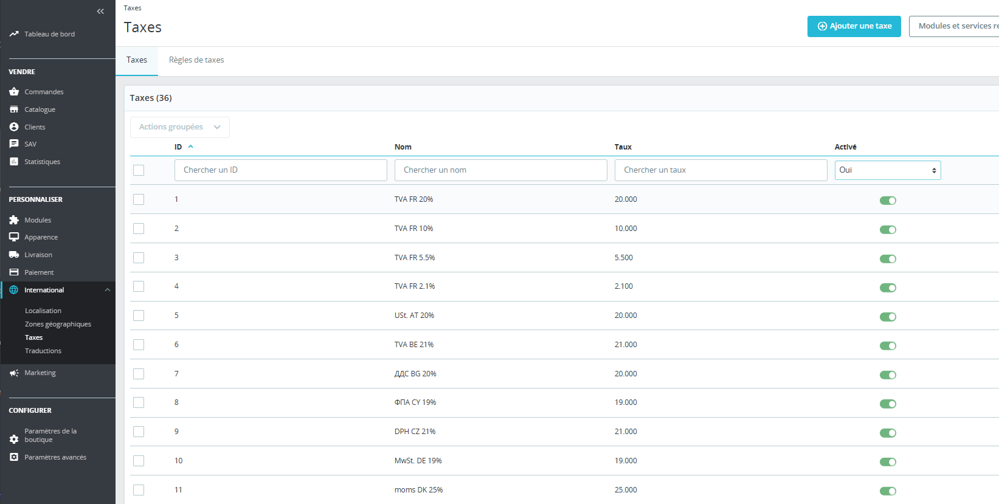 Taxes
Taxes
Ajouter une taxe
Modules et services re
Tableau de bord
VENDRE
Commandes
Catalogue
Clients
SAV
Statistiques
PERSONNALISER
Modules
Apparence
Livraison
Paiement
International
Localisation
Zones géographiques
Taxes
Traductions
Marketing
CONFIGURER
Paramètres de la
boutique
Paramètres avancés
Taxes Règles de taxes
Taxes (36)
Actions groupées
ID Nom Taux Activé
Chercher un ID Chercher un nom Chercher un taux Oui
1 TVA FR 20% 20.000
2 TVA FR 10% 10.000
3 TVA FR 5.5% 5.500
4 TVA FR 2.1% 2.100
5 USt. AT 20% 20.000
6 TVA BE 21% 21.000
7 ДДС BG 20% 20.000
8 ΦΠΑ CY 19% 19.000
9 DPH CZ 21% 21.000
10 MwSt. DE 19% 19.000
11 moms DK 25% 25.000